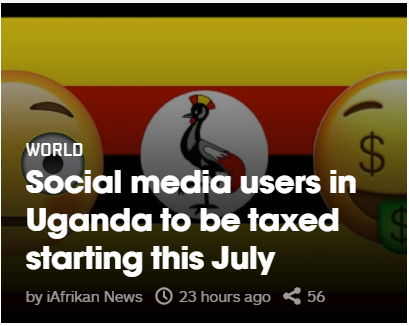 WORLD
Social media users in
Uganda to be taxed
starting this July
by iAfrikan News 23 hours ago 56